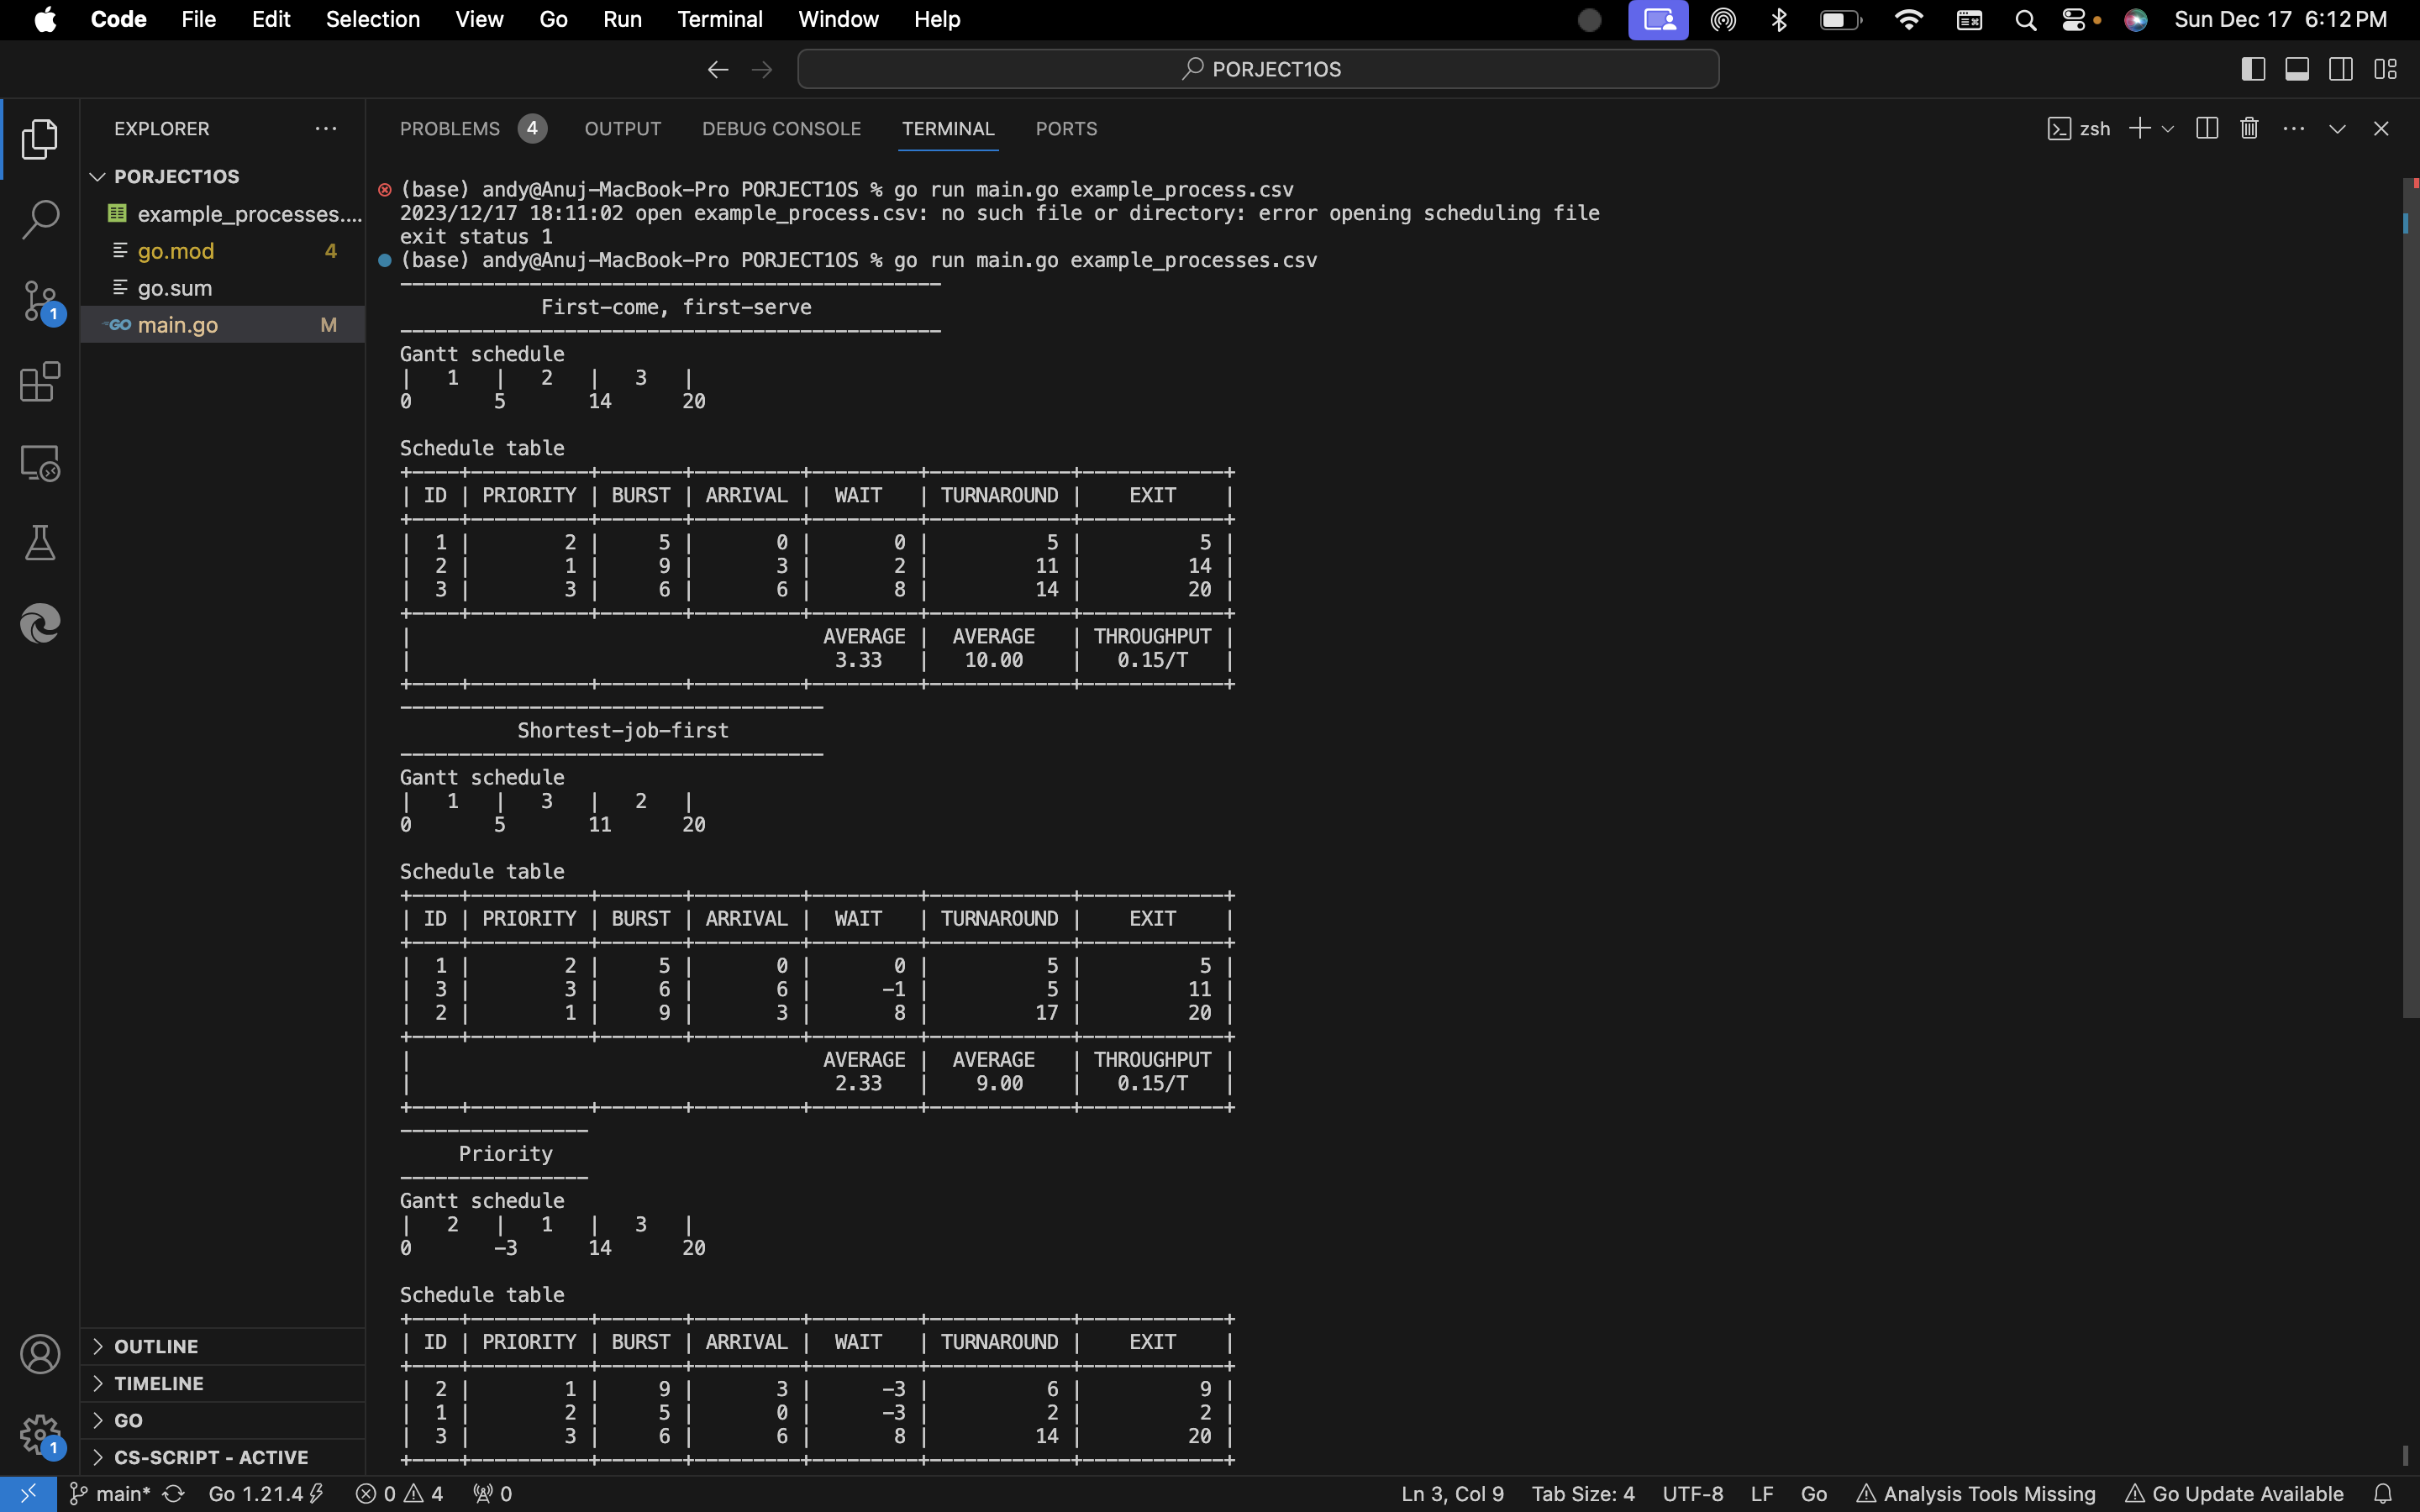 Code File Edit Selection View Go Run Terminal Window Help Sun Dec 17 6:12 PM
PORJECT1OS
EXPLORER
PORJECT1OS
example_processes....
go.mod 4
go.sum
main.go M
OUTLINE
TIMELINE
GO
CS-SCRIPT - ACTIVE
1
1
PROBLEMS 4 OUTPUT DEBUG CONSOLE TERMINAL PORTS zsh
(base) andy@Anuj-MacBook-Pro PORJECT1OS % go run main.go example_process.csv
2023/12/17 18:11:02 open example_process.csv: no such file or directory: error opening scheduling file
exit status 1
(base) andy@Anuj-MacBook-Pro PORJECT1OS % go run main.go example_processes.csv
----------------------------------------------
            First-come, first-serve
----------------------------------------------
Gantt schedule
|   1   |   2   |   3   |
0       5       14      20
Schedule table
+----+----------+-------+---------+---------+------------+------------+
| ID | PRIORITY | BURST | ARRIVAL |  WAIT   | TURNAROUND |    EXIT    |
+----+----------+-------+---------+---------+------------+------------+
|  1 |        2 |     5 |       0 |       0 |          5 |          5 |
|  2 |        1 |     9 |       3 |       2 |         11 |         14 |
|  3 |        3 |     6 |       6 |       8 |         14 |         20 |
+----+----------+-------+---------+---------+------------+------------+
|                                   AVERAGE |  AVERAGE   | THROUGHPUT |
|                                    3.33   |   10.00    |   0.15/T   |
+----+----------+-------+---------+---------+------------+------------+
------------------------------------
          Shortest-job-first
------------------------------------
Gantt schedule
|   1   |   3   |   2   |
0       5       11      20
Schedule table
+----+----------+-------+---------+---------+------------+------------+
| ID | PRIORITY | BURST | ARRIVAL |  WAIT   | TURNAROUND |    EXIT    |
+----+----------+-------+---------+---------+------------+------------+
|  1 |        2 |     5 |       0 |       0 |          5 |          5 |
|  3 |        3 |     6 |       6 |      -1 |          5 |         11 |
|  2 |        1 |     9 |       3 |       8 |         17 |         20 |
+----+----------+-------+---------+---------+------------+------------+
|                                   AVERAGE |  AVERAGE   | THROUGHPUT |
|                                    2.33   |    9.00    |   0.15/T   |
+----+----------+-------+---------+---------+------------+------------+
----------------
     Priority
----------------
Gantt schedule
|   2   |   1   |   3   |
0       -3      14      20
Schedule table
+----+----------+-------+---------+---------+------------+------------+
| ID | PRIORITY | BURST | ARRIVAL |  WAIT   | TURNAROUND |    EXIT    |
+----+----------+-------+---------+---------+------------+------------+
|  2 |        1 |     9 |       3 |      -3 |          6 |          9 |
|  1 |        2 |     5 |       0 |      -3 |          2 |          2 |
|  3 |        3 |     6 |       6 |       8 |         14 |         20 |
+----+----------+-------+---------+---------+------------+------------+
main* Go 1.21.4 0 4 0 Ln 3, Col 9 Tab Size: 4 UTF-8 LF Go Analysis Tools Missing Go Update Available